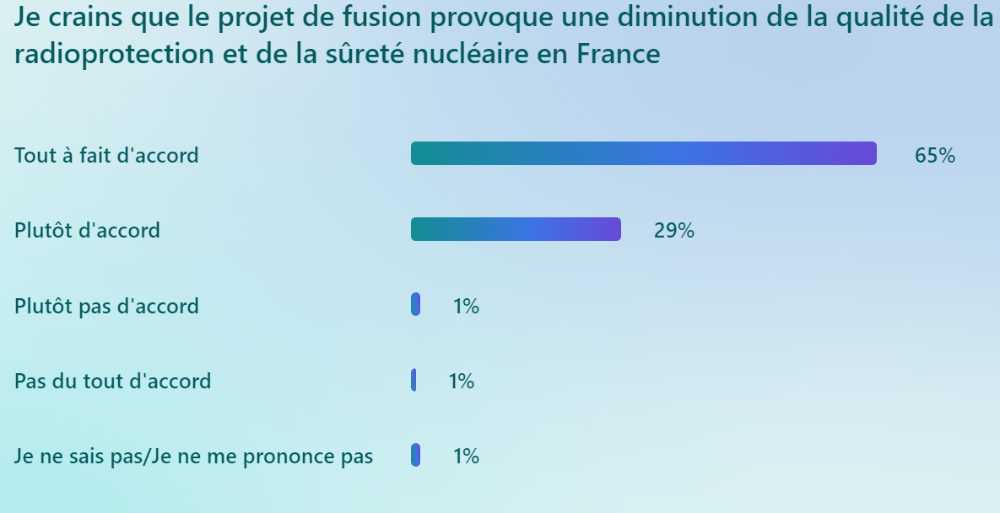 Je crains que le projet de fusion provoque une diminution de la qualité de la
radioprotection et de la sûreté nucléaire en France
Tout à fait d'accord 65%
Plutôt d'accord 29%
Plutôt pas d'accord 1%
Pas du tout d'accord 1%
Je ne sais pas/Je ne me prononce pas 1%